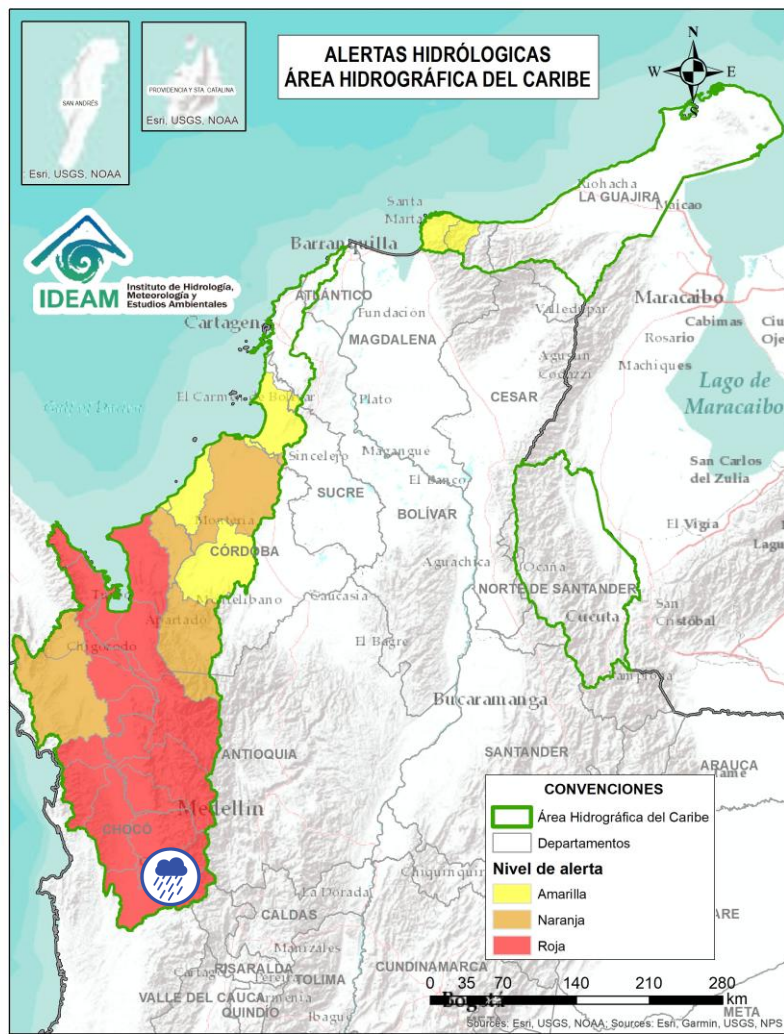 ALERTAS HIDRÓLOGICAS
ÁREA HIDROGRÁFICA DEL CARIBE
N
W
E
SAN ANDRÉS
Esri, USGS, NOAA
PROVIDENCIA Y STA. CATALINA
Esri, USGS, NOAA
IDEAM
Instituto de Hidrología,
Meteorología y
Estudios Ambientales
Riohacha
LA GUAJIRA
Maicao
Santa
Marta
Barranquilla
ATLÁNTICO
Maracaibo
Cabimas
Valledupar
Fundación
Rosario
MAGDALENA
Machiques
Agustín
Codazzi
CESAR
Lago de
Maracaibo
El Carmen de Bolívar
Plato
Magangue
Sincelejo
San Carlos
del Zulia
El Banco
SUCRE
BOLÍVAR
Montería
El Vigia
CÓRDOBA
Aguachica
Ocaña
NORTE DE SANTANDER
Caucasia
Cucuta
San
Cristóbal
Apartado
El Bagre
Chigorodo
Bucaramanga
ANTIOQUIA
SANTANDER
ARAUCA
Medellín
CHOCÓ
La Dorada
CALDAS
Manizales
RISARALDA
TOLIMA
CUNDINAMARCA
VALLE DEL CAUCA
QUINDÍO
Ibague
Bogotá
CONVENCIONES
Área Hidrográfica del Caribe
Departamentos
Nivel de alerta
Amarilla
Naranja
Roja
0 35 70 140 210 280
km
Sources: Esri, USGS, NOAA; Sources: Esri, Garmin, USGS, NPS